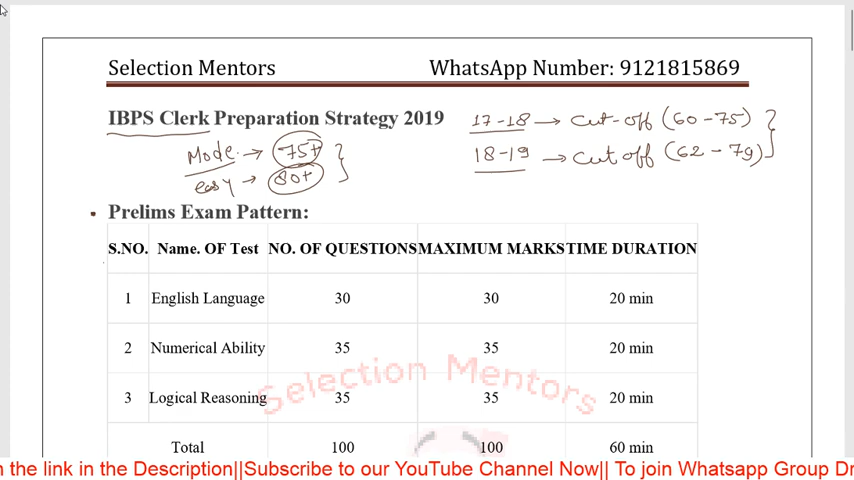 Selection Mentors WhatsApp Number: 9121815869
IBPS Clerk Preparation Strategy 2019
17-18 → Cut-off (60-75)
18-19 → Cut off (62-79)
Mode. → 75+
easy → 80+
Prelims Exam Pattern:
S.NO. Name. OF Test NO. OF QUESTIONS MAXIMUM MARKS TIME DURATION
1 English Language 30 30 20 min
2 Numerical Ability 35 35 20 min
3 Logical Reasoning 35 35 20 min
Selection Mentors
Total 100 100 60 min
n the link in the Description||Subscribe to our YouTube Channel Now|| To join Whatsapp Group Dr